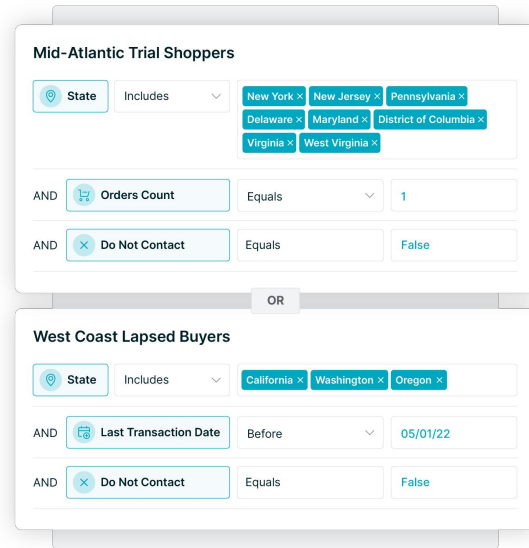 Mid-Atlantic Trial Shoppers
State Includes New York × New Jersey × Pennsylvania ×
Delaware × Maryland × District of Columbia ×
Virginia × West Virginia ×
AND Orders Count Equals 1
AND Do Not Contact Equals False
OR
West Coast Lapsed Buyers
State Includes California × Washington × Oregon ×
AND Last Transaction Date Before 05/01/22
AND Do Not Contact Equals False